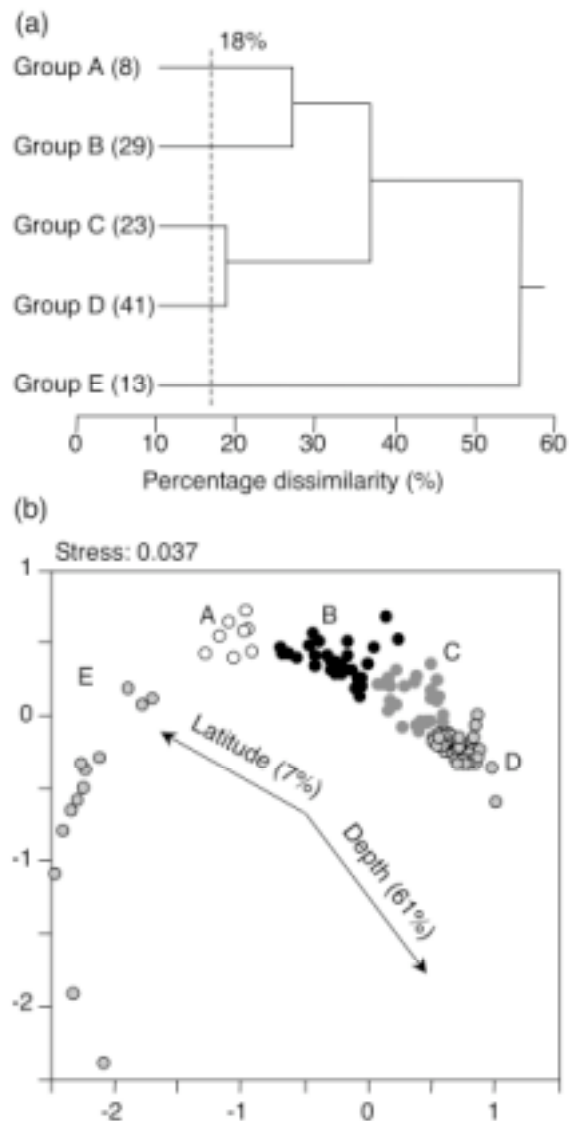 (a)
18%
Group A (8)
Group B (29)
Group C (23)
Group D (41)
Group E (13)
0 10 20 30 40 50 60
Percentage dissimilarity (%)
(b)
Stress: 0.037
1
A B
C
E
0
Latitude (7%)
D
Depth (61%)
-1
-2
-2 -1 0 1